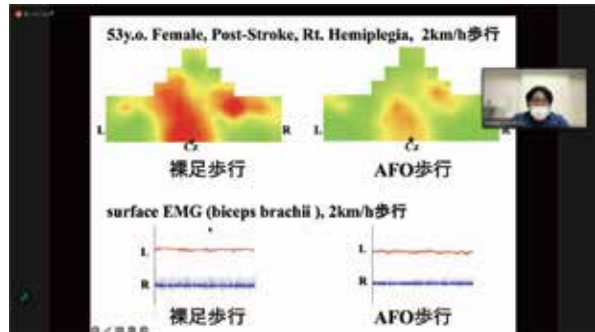 53y.o. Female, Post-Stroke, Rt. Hemiplegia, 2km/h歩行
L R L R
Cz Cz
裸足歩行 AFO歩行
surface EMG (biceps brachii ), 2km/h歩行
L L
R R
裸足歩行 AFO歩行